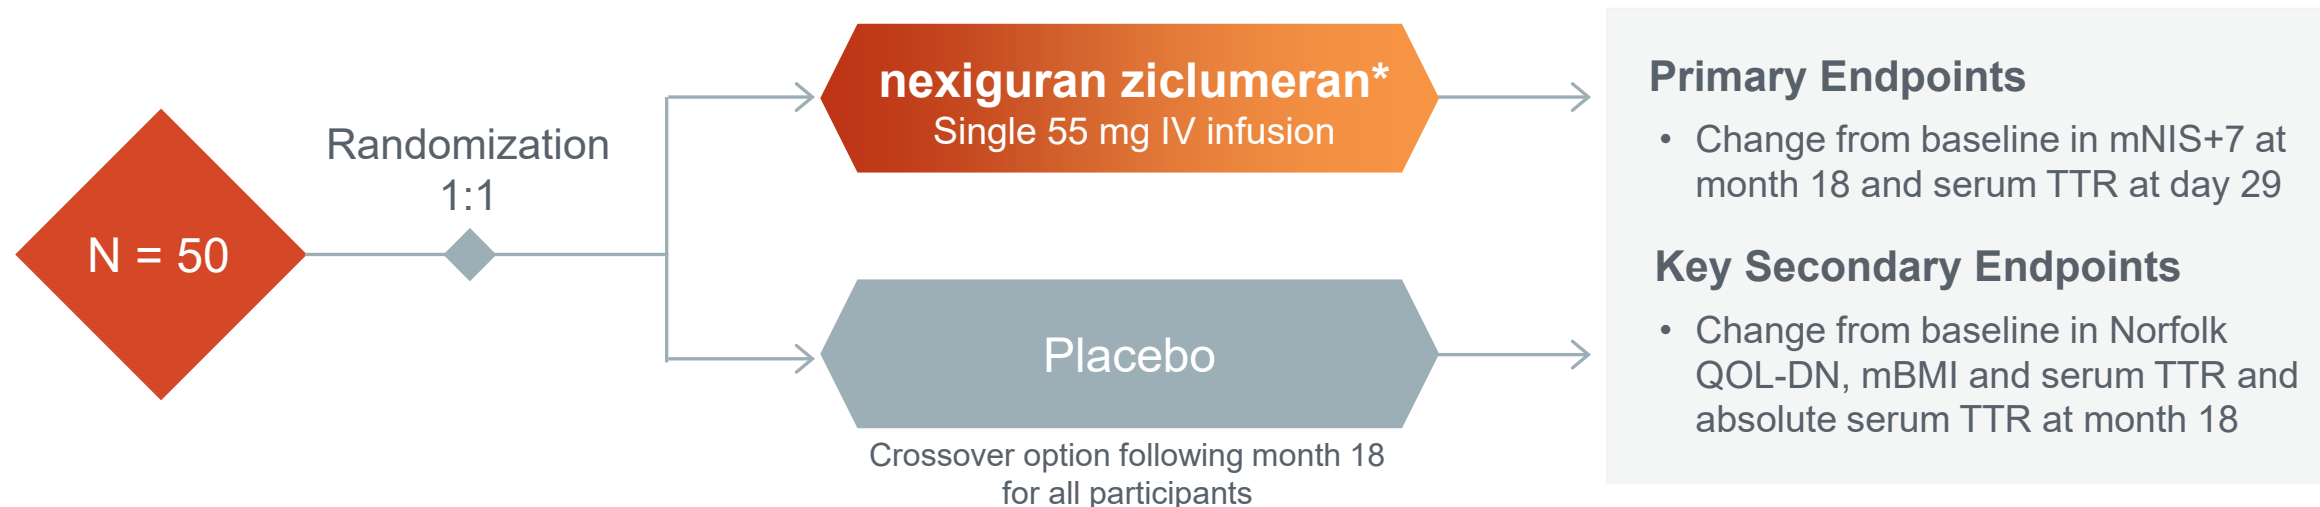 N = 50
Randomization
1:1
nexiguran ziclumeran*
Single 55 mg IV infusion
Placebo
Crossover option following month 18
for all participants
Primary Endpoints
• Change from baseline in mNIS+7 at
month 18 and serum TTR at day 29
Key Secondary Endpoints
• Change from baseline in Norfolk
QOL-DN, mBMI and serum TTR and
absolute serum TTR at month 18